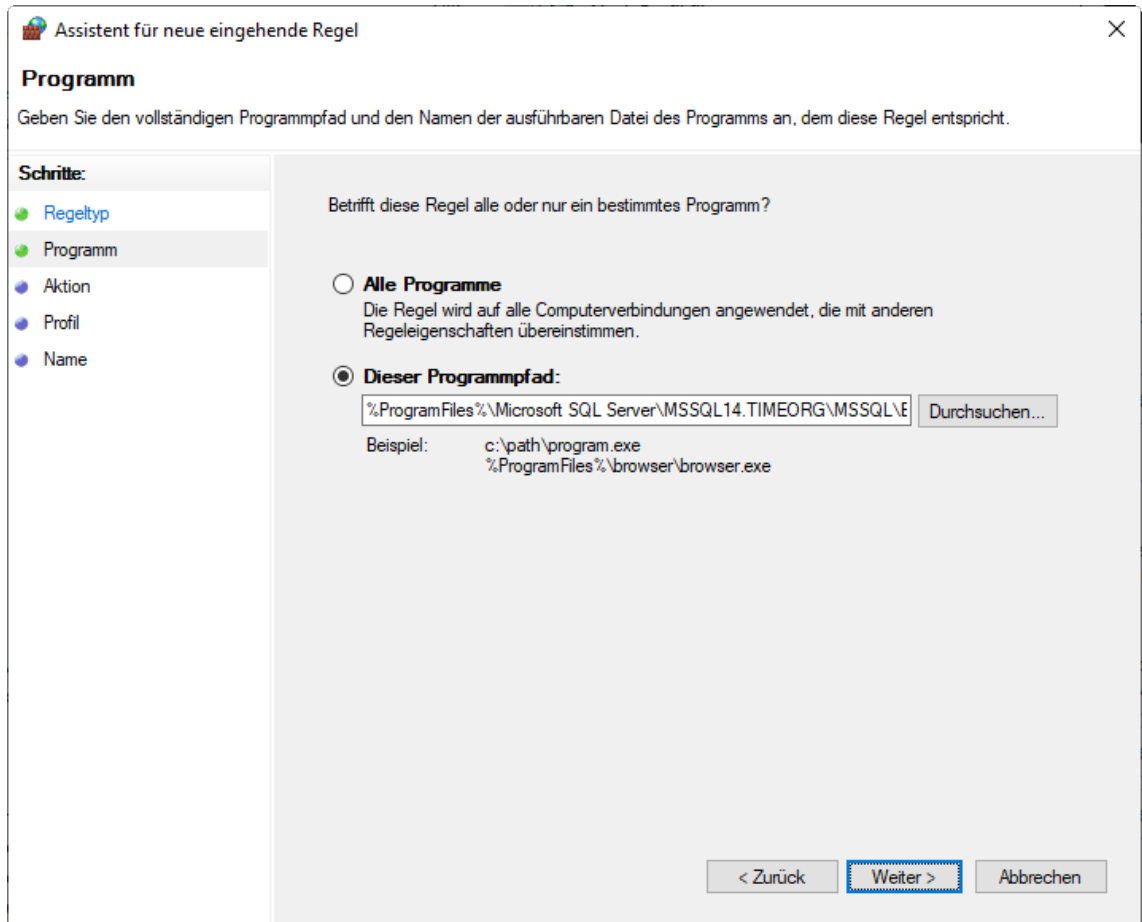 Assistent für neue eingehende Regel
Programm
Geben Sie den vollständigen Programmpfad und den Namen der ausführbaren Datei des Programms an, dem diese Regel entspricht.
Schritte:
Regeltyp
Programm
Aktion
Profil
Name
Betrifft diese Regel alle oder nur ein bestimmtes Programm?
Alle Programme
Die Regel wird auf alle Computerverbindungen angewendet, die mit anderen
Regeleigenschaften übereinstimmen.
Dieser Programmpfad:
%ProgramFiles%\Microsoft SQL Server\MSSQL14.TIMEORG\MSSQL\
Durchsuchen...
Beispiel: c:\path\program.exe
%ProgramFiles%\browser\browser.exe
< Zurück
Weiter >
Abbrechen